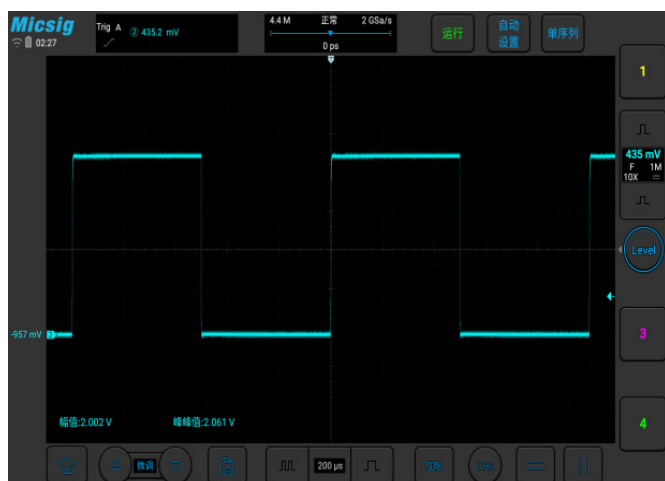 Micsig
02:27
Trig A
② 435.2 mV
4.4 M 正常 2 GSa/s
0 ps
运行
自动
设置
单序列
T
1
435 mV
F 1M
10X
Level
-957 mV 2
3
幅值:2.002 V 峰峰值:2.061 V
4
微调
200 µs
50%